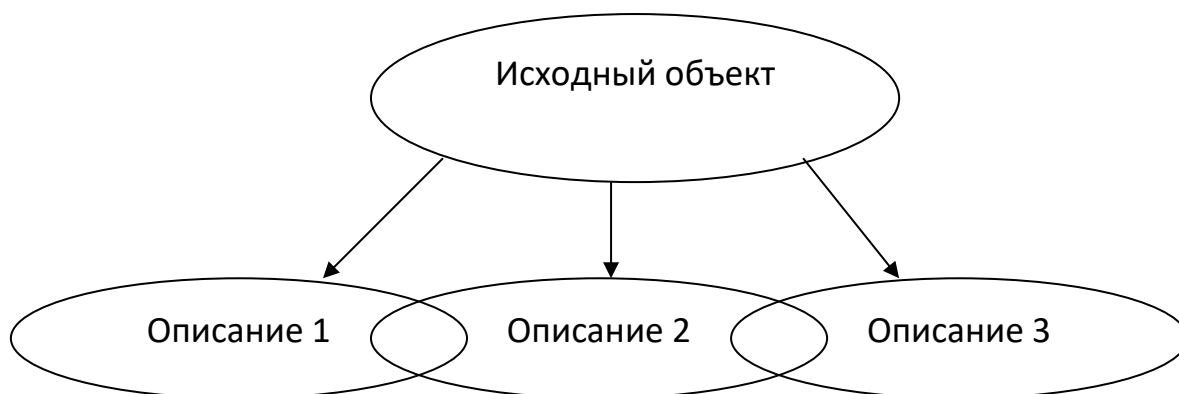 Исходный объект
Описание 1
Описание 2
Описание 3